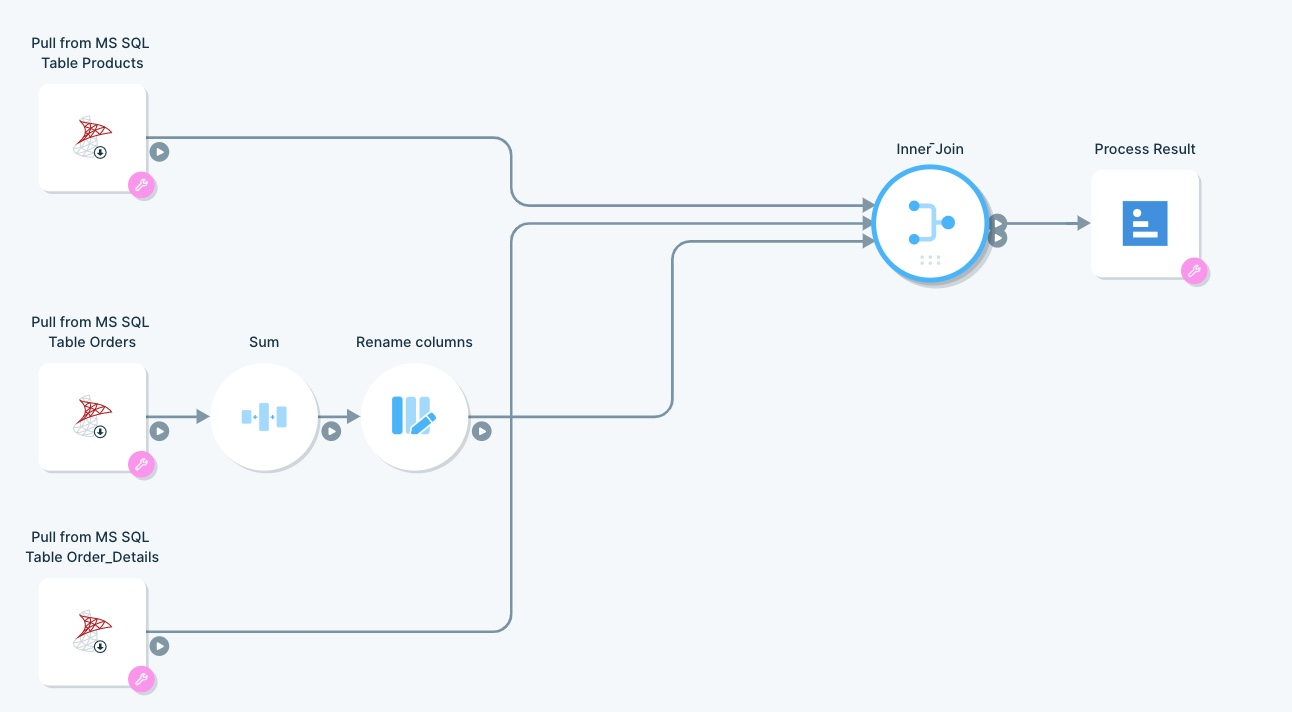 Pull from MS SQL
Table Products
Inner Join
Process Result
Pull from MS SQL
Table Orders
Sum
Rename columns
Pull from MS SQL
Table Order_Details